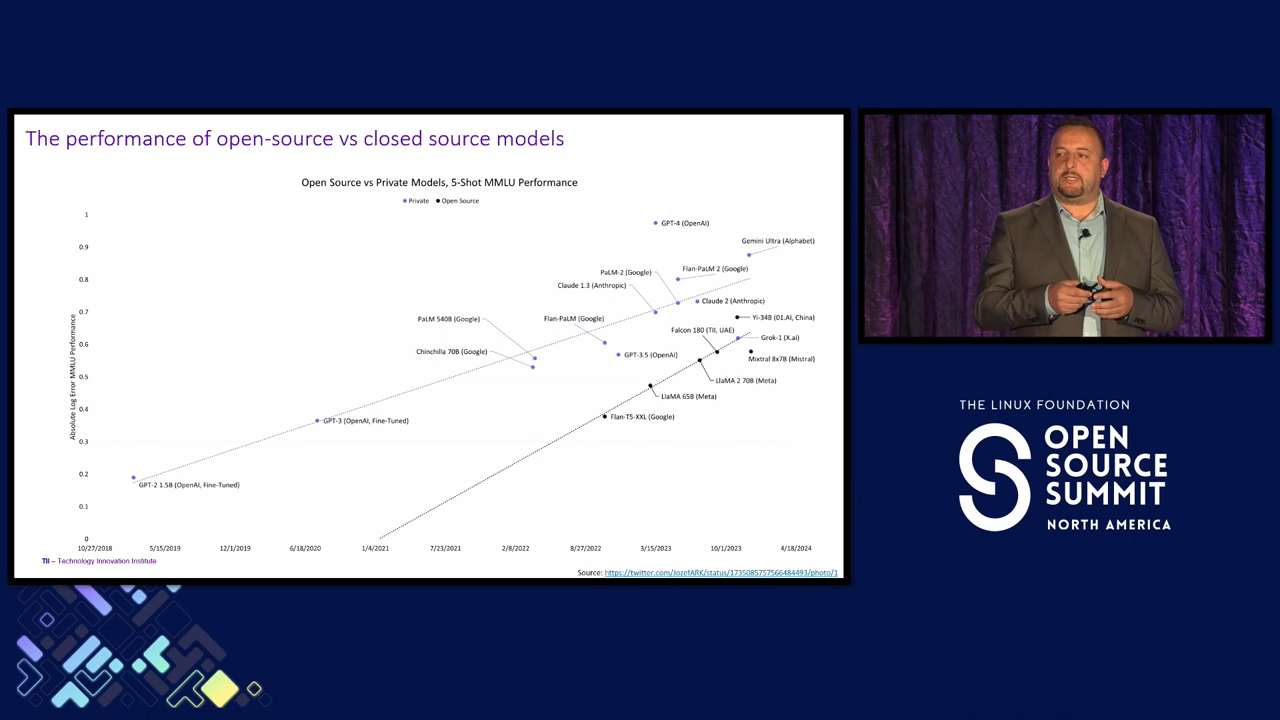 The performance of open-source vs closed source models
Open Source vs Private Models, 5-Shot MMLU Performance
Private Open Source
Absolute Log Error MMLU Performance
1
0.9
0.8
0.7
0.6
0.5
0.4
0.3
0.2
0.1
0
GPT-4 (OpenAI)
Gemini Ultra (Alphabet)
PaLM-2 (Google)
Flan-PaLM 2 (Google)
Claude 1.3 (Anthropic)
Claude 2 (Anthropic)
PaLM 540B (Google)
Flan-PaLM (Google)
Yi-34B (01.AI, China)
Falcon 180 (TII, UAE)
Grok-1 (X.ai)
Chinchilla 70B (Google)
GPT-3.5 (OpenAI)
Mixtral 8x7B (Mistral)
LlaMA 2 70B (Meta)
LlaMA 65B (Meta)
GPT-3 (OpenAI, Fine-Tuned)
Flan-T5-XXL (Google)
GPT-2 1.5B (OpenAI, Fine-Tuned)
10/27/2018 5/15/2019 12/1/2019 6/18/2020 1/4/2021 7/23/2021 2/8/2022 8/27/2022 3/15/2023 10/1/2023 4/18/2024
TII – Technology Innovation Institute
Source: https://twitter.com/JozefARK/status/1735085757566484493/photo/1
THE LINUX FOUNDATION
OPEN
SOURCE
SUMMIT
NORTH AMERICA